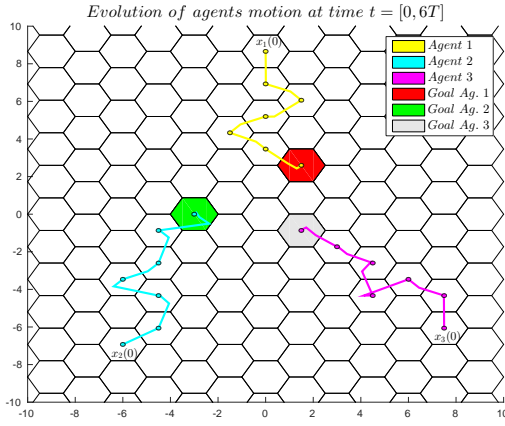 Evolution of agents motion at time t = [0, 6T]
10
8
6
4
2
0
-2
-4
-6
-8
-10
-10
-8
-6
-4
-2
0
2
4
6
8
10
x₁(0)
x₂(0)
x₃(0)
Agent 1
Agent 2
Agent 3
Goal Ag. 1
Goal Ag. 2
Goal Ag. 3